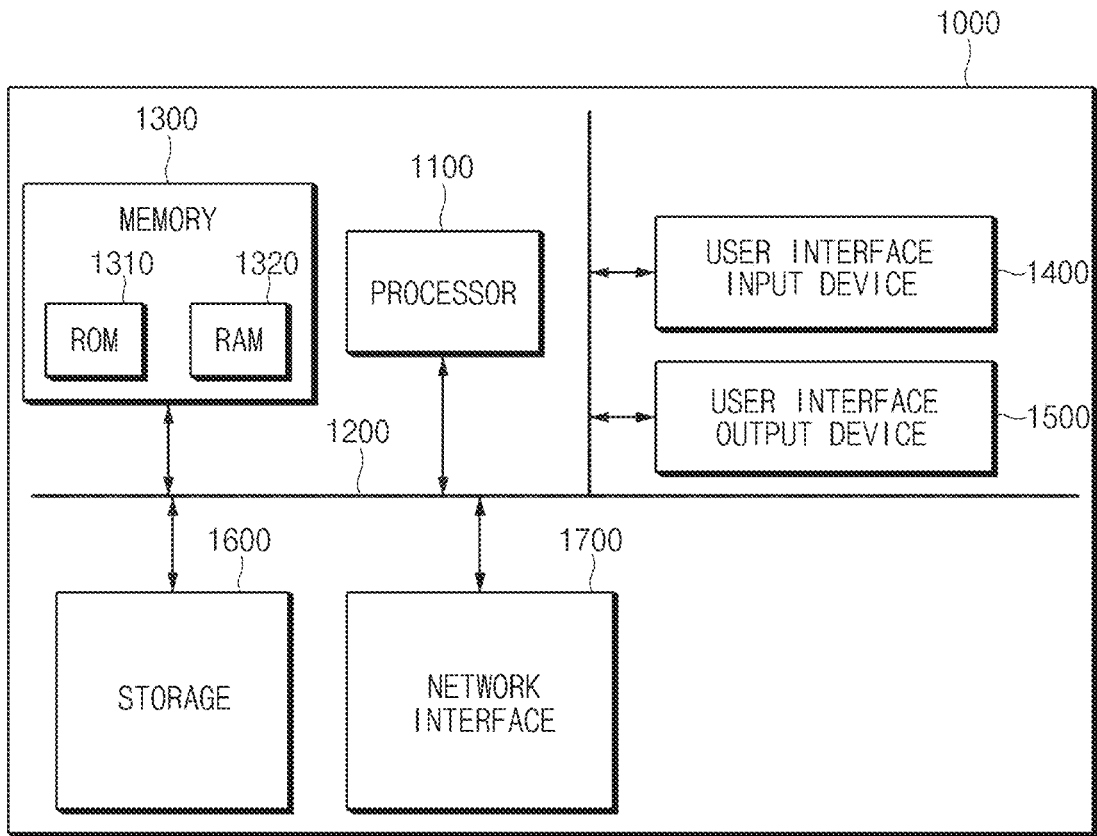 1000
1300
1100
MEMORY
1310
1320
ROM
RAM
PROCESSOR
USER INTERFACE
INPUT DEVICE
1400
USER INTERFACE
OUTPUT DEVICE
1500
1200
1600
1700
STORAGE
NETWORK
INTERFACE